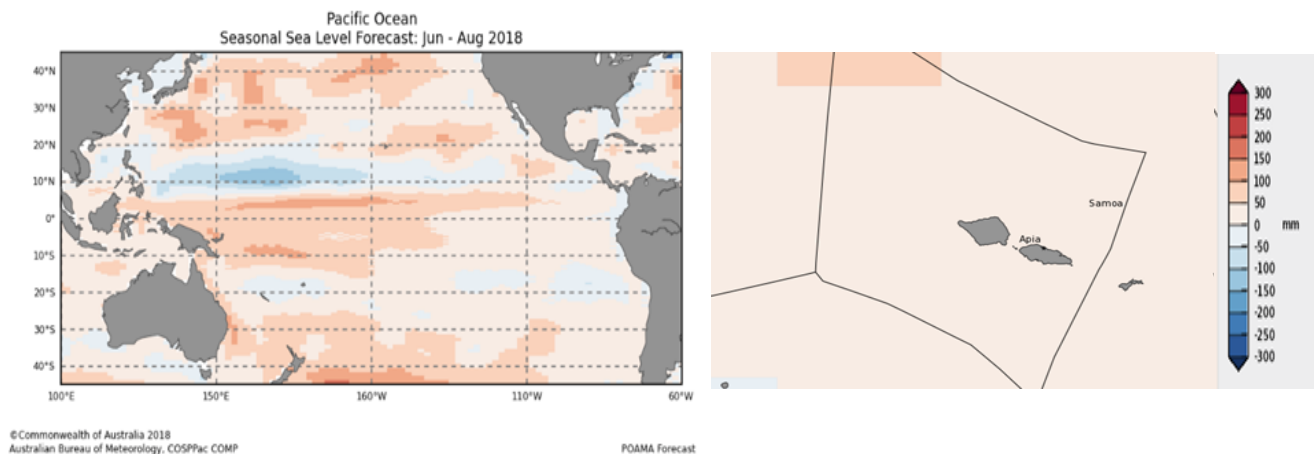 Pacific Ocean
Seasonal Sea Level Forecast: Jun - Aug 2018
40°N
30°N
20°N
10°N
0°
10°S
20°S
30°S
40°S
100°E 150°E 160°W 110°W 60°W
©Commonwealth of Australia 2018
Australian Bureau of Meteorology, COSPPac COMP POAMA Forecast
Samoa
Apia
300
250
200
150
100
50
0 mm
-50
-100
-150
-200
-250
-300